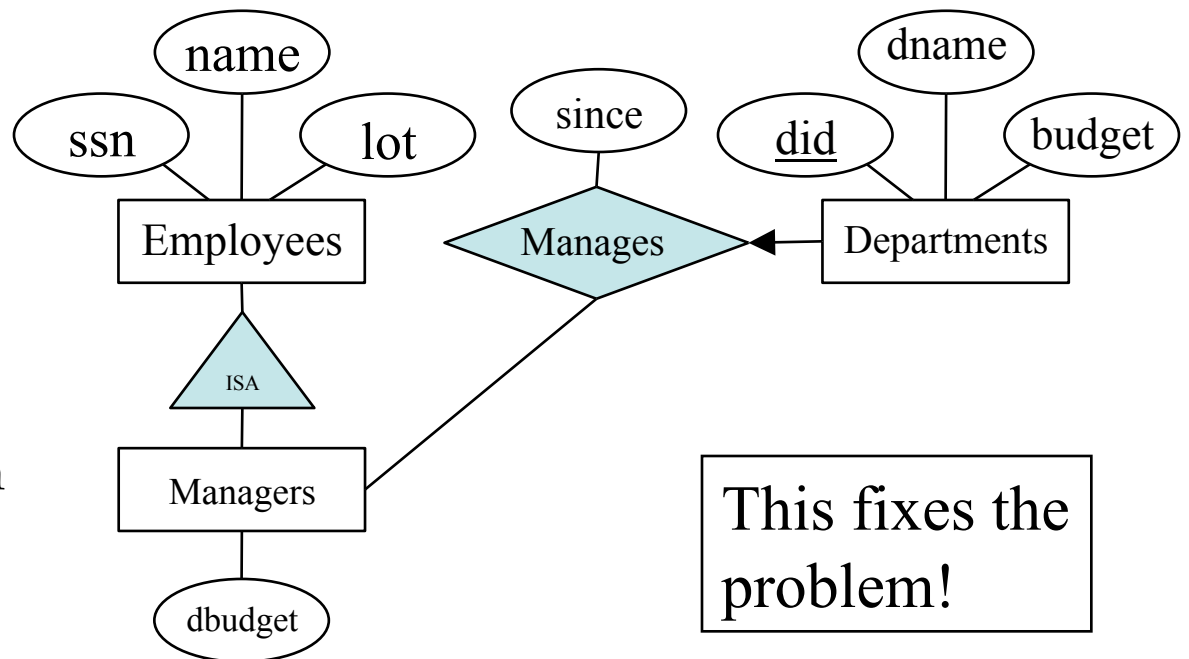 name
dname
since
ssn
lot
did
budget
Employees
Manages
Departments
ISA
Managers
This fixes the
problem!
dbudget